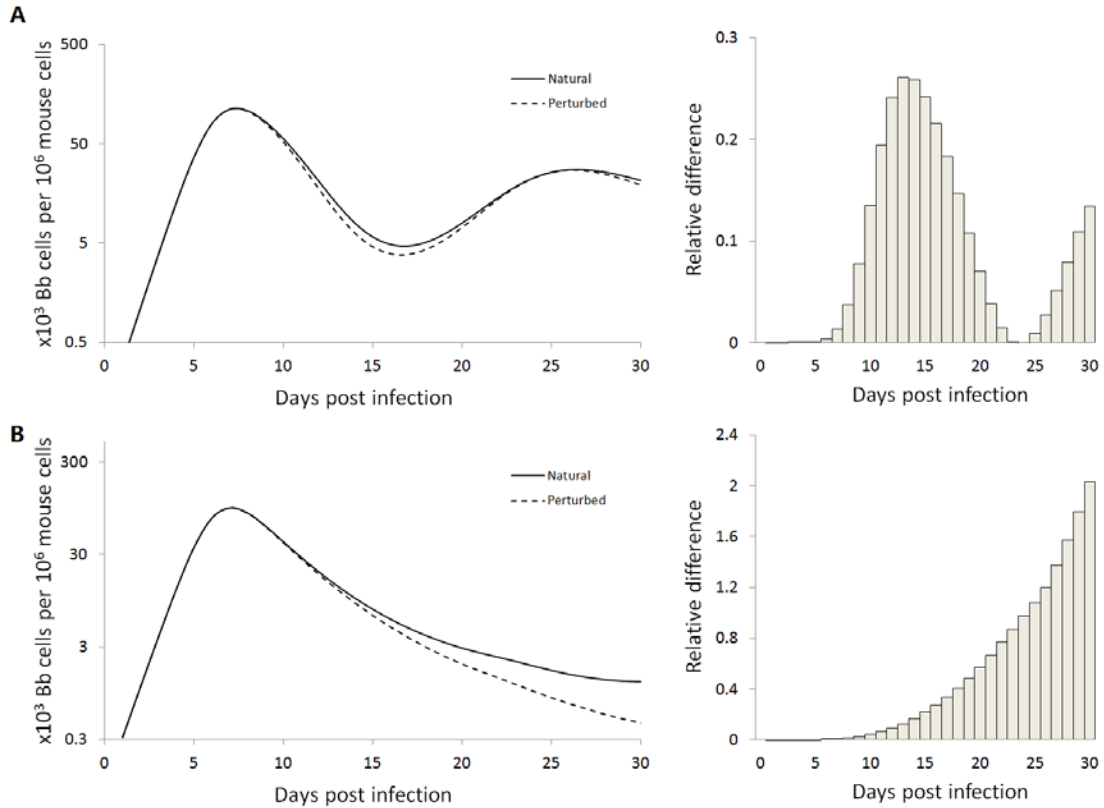 A
x10³ Bb cells per 10⁶ mouse cells
500
50
5
0.5
0 5 10 15 20 25 30
Days post infection
Natural
Perturbed
Relative difference
0.3
0.2
0.1
0
0 5 10 15 20 25 30
Days post infection
B
x10³ Bb cells per 10⁶ mouse cells
300
30
3
0.3
0 5 10 15 20 25 30
Days post infection
Natural
Perturbed
Relative difference
2.4
2
1.6
1.2
0.8
0.4
0
0 5 10 15 20 25 30
Days post infection